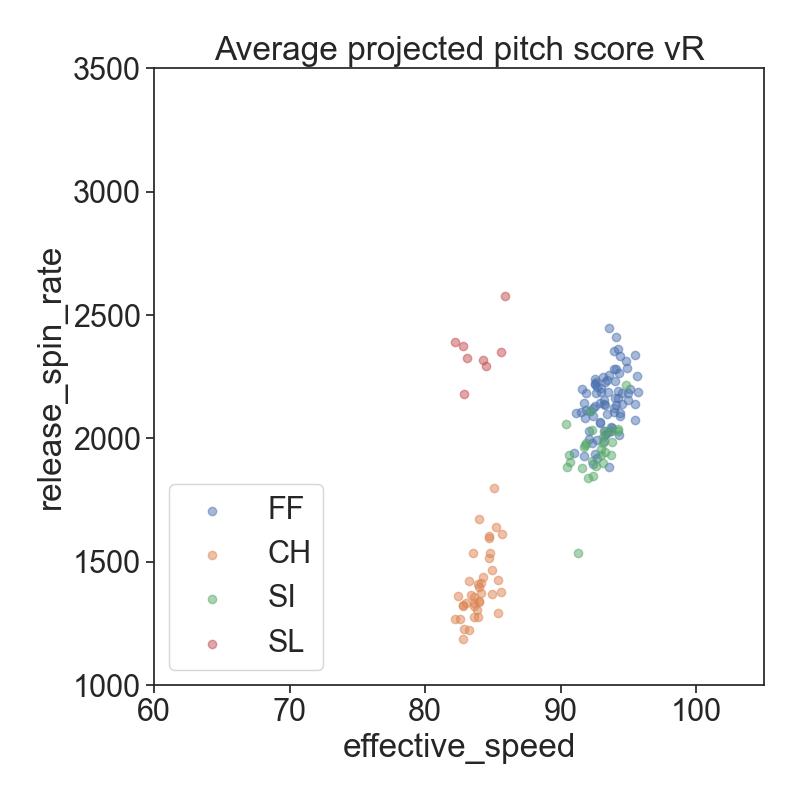 Average projected pitch score vR
3500
3000
2500
2000
1500
1000
release_spin_rate
FF
CH
SI
SL
60
70
80
90
100
effective_speed